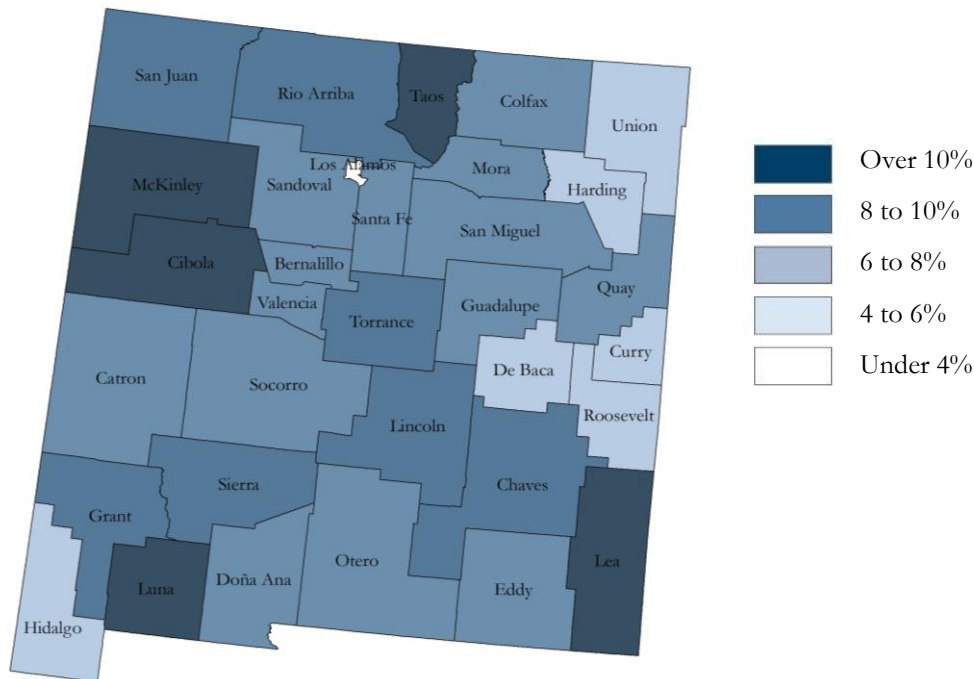 San Juan
Rio Arriba
Taos
Colfax
Union
Los Alamos
Mora
McKinley
Sandoval
Harding
Santa Fe
San Miguel
Cibola
Bernalillo
Quay
Valencia
Guadalupe
Torrance
Curry
De Baca
Catron
Socorro
Roosevelt
Lincoln
Sierra
Chaves
Grant
Otero
Lea
Doña Ana
Luna
Eddy
Hidalgo
Over 10%
8 to 10%
6 to 8%
4 to 6%
Under 4%